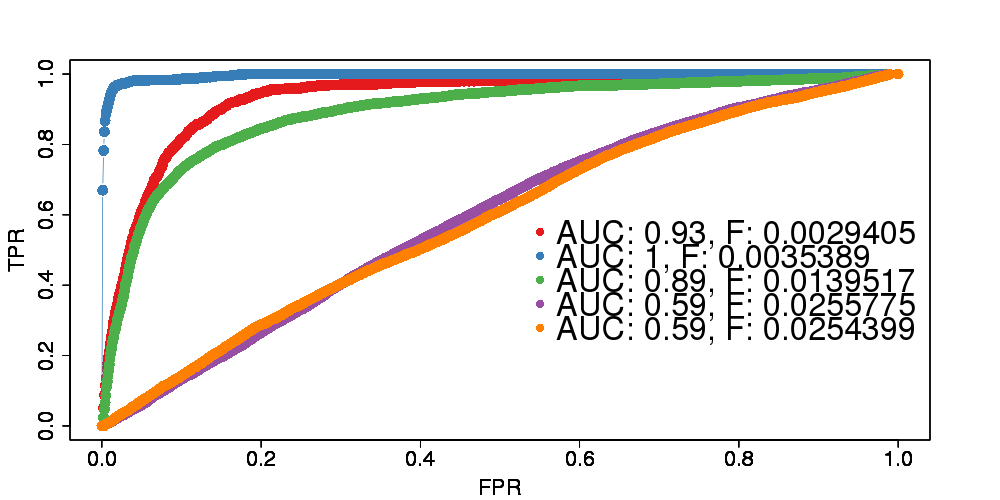 TPR
1.0
0.8
0.6
0.4
0.2
0.0
AUC: 0.93, F: 0.0029405
AUC: 1, F: 0.0035389
AUC: 0.89, F: 0.0139517
AUC: 0.59, F: 0.0255775
AUC: 0.59, F: 0.0254399
0.0 0.2 0.4 0.6 0.8 1.0
FPR